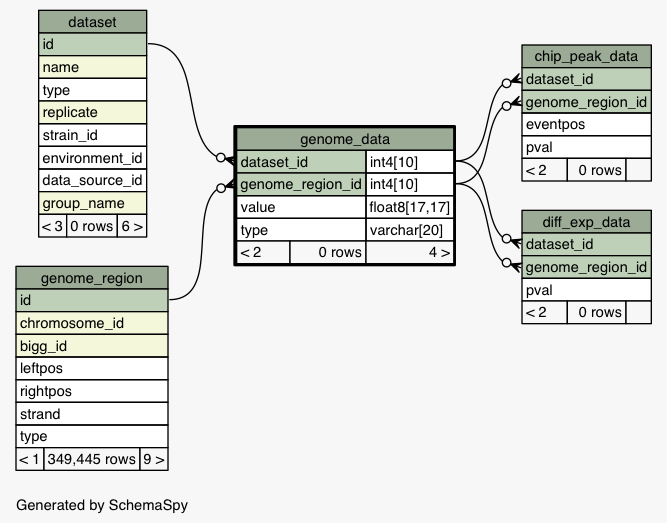 dataset
id
name
type
replicate
strain_id
environment_id
data_source_id
group_name
< 3 0 rows 6 >
genome_region
id
chromosome_id
bigg_id
leftpos
rightpos
strand
type
< 1 349,445 rows 9 >
genome_data
dataset_id int4[10]
genome_region_id int4[10]
value float8[17,17]
type varchar[20]
< 2 0 rows 4 >
chip_peak_data
dataset_id
genome_region_id
eventpos
pval
< 2 0 rows
diff_exp_data
dataset_id
genome_region_id
pval
< 2 0 rows
Generated by SchemaSpy